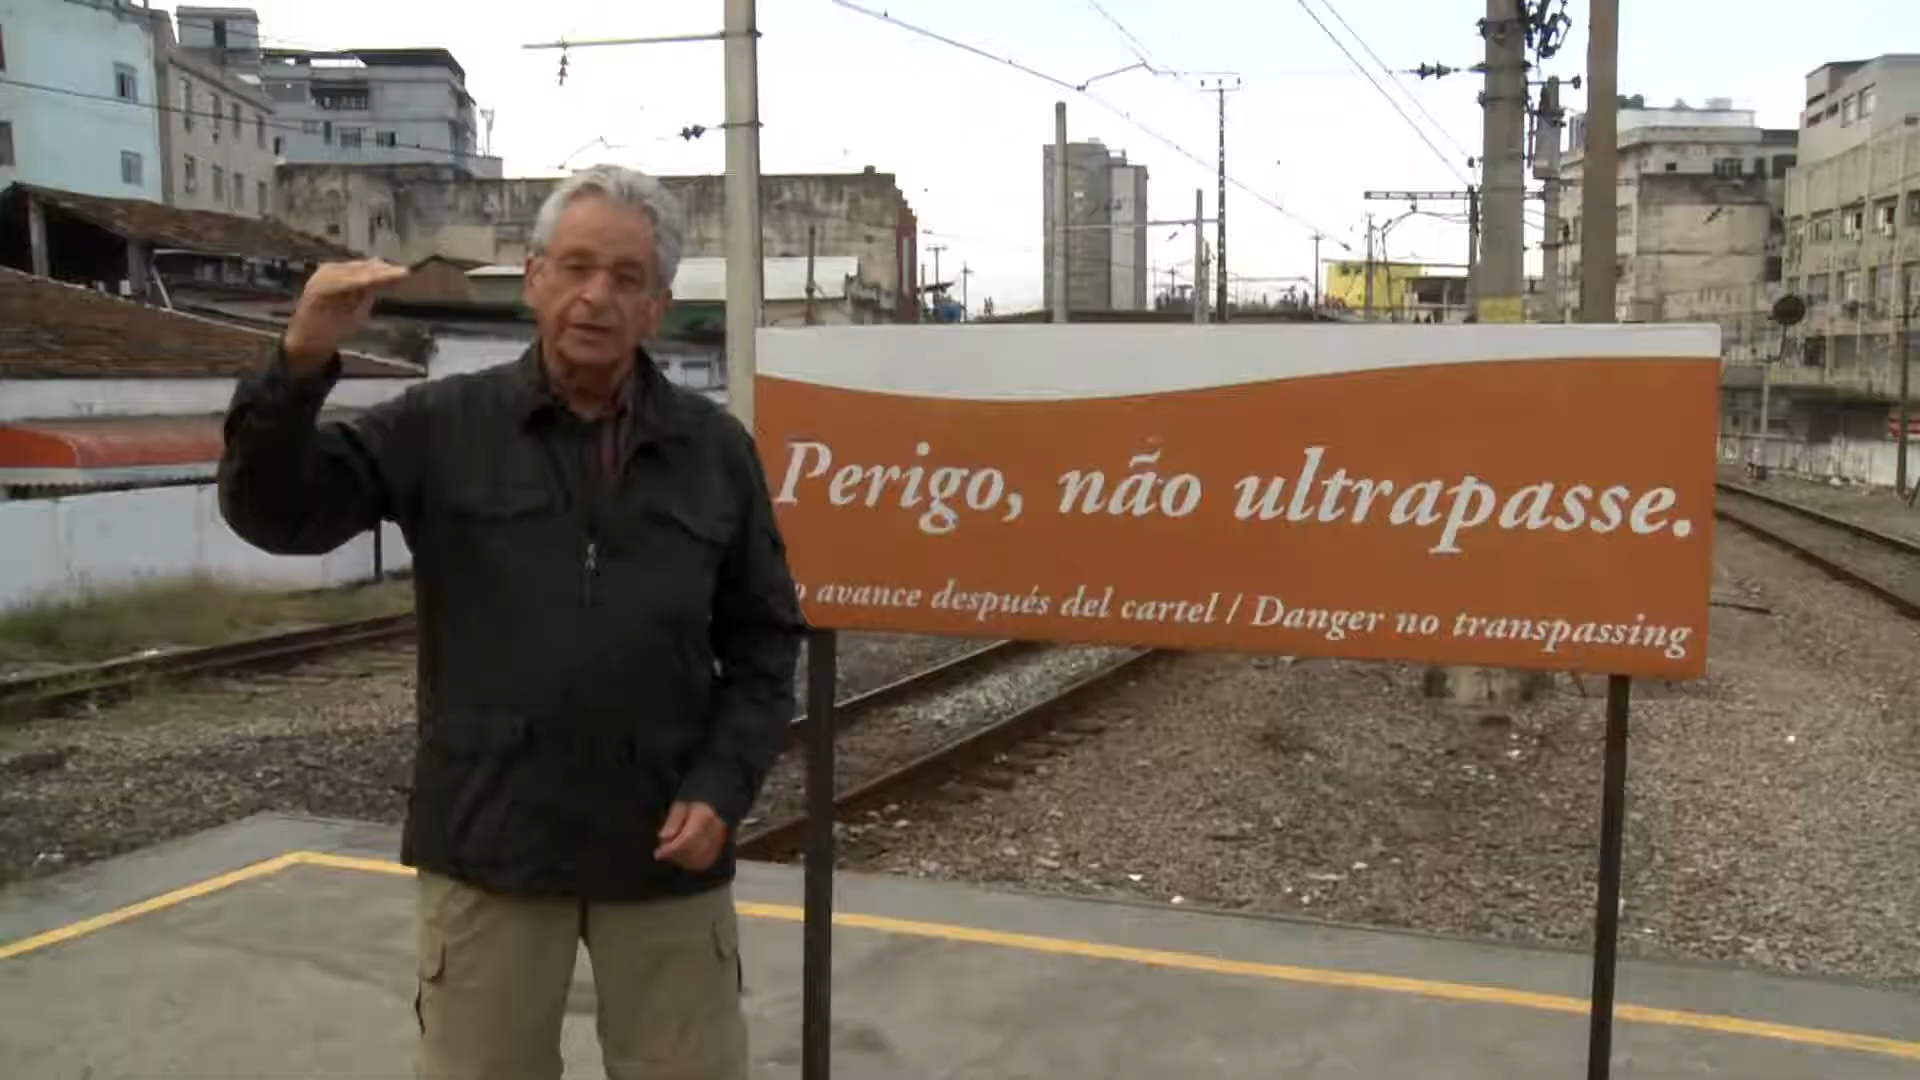 Perigo, não ultrapasse.
avance después del cartel / Danger no transpassing